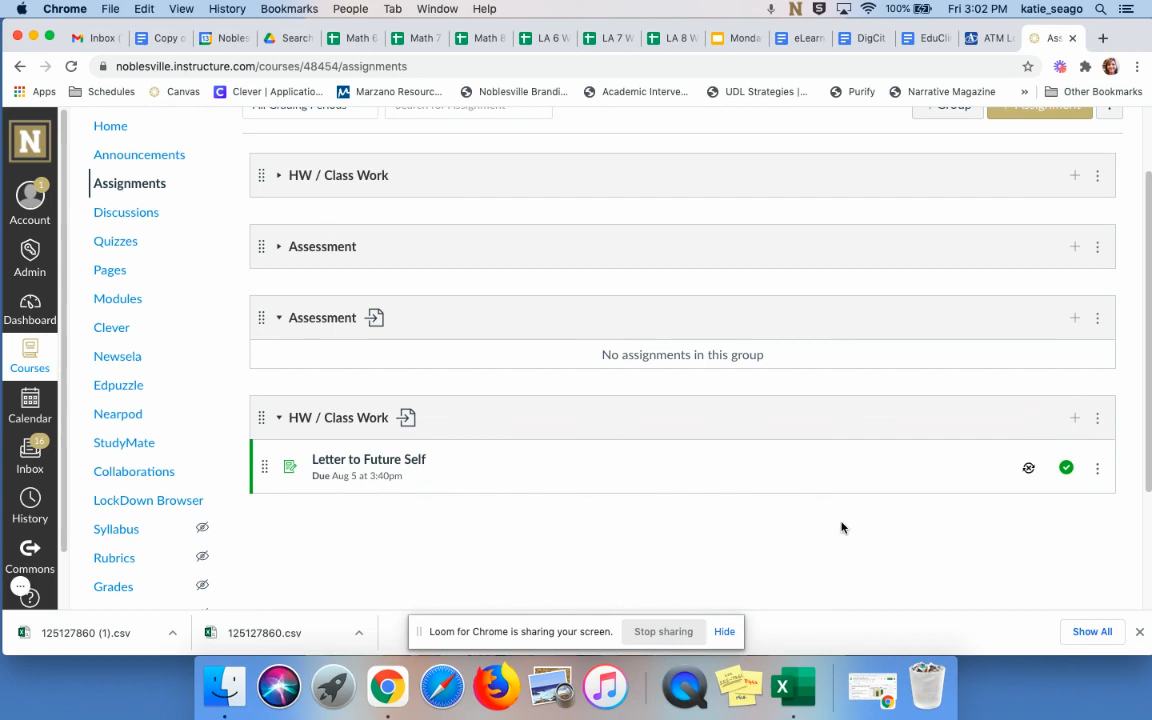 Chrome File Edit View History Bookmarks People Tab Window Help 100% Fri 3:02 PM katie_seago
Inbox ( Copy o Nobles Search Math 6 Math 7 Math 8 LA 6 W LA 7 W LA 8 W Monda eLearn DigCit EduCli ATM L Ass
noblesville.instructure.com/courses/48454/assignments
Apps Schedules Canvas Clever | Applicatio... Marzano Resourc... Noblesville Brandi... Academic Interve... UDL Strategies |... Purify Narrative Magazine » Other Bookmarks
All Grading Periods Search for Assignment + Group + Assignment
N
1
Account
Admin
Dashboard
Courses
Calendar
16
Inbox
History
Commons
Home
Announcements
Assignments
Discussions
Quizzes
Pages
Modules
Clever
Newsela
Edpuzzle
Nearpod
StudyMate
Collaborations
LockDown Browser
Syllabus
Rubrics
Grades
HW / Class Work
Assessment
Assessment
No assignments in this group
HW / Class Work
Letter to Future Self
Due Aug 5 at 3:40pm
125127860 (1).csv 125127860.csv Loom for Chrome is sharing your screen. Stop sharing Hide Show All